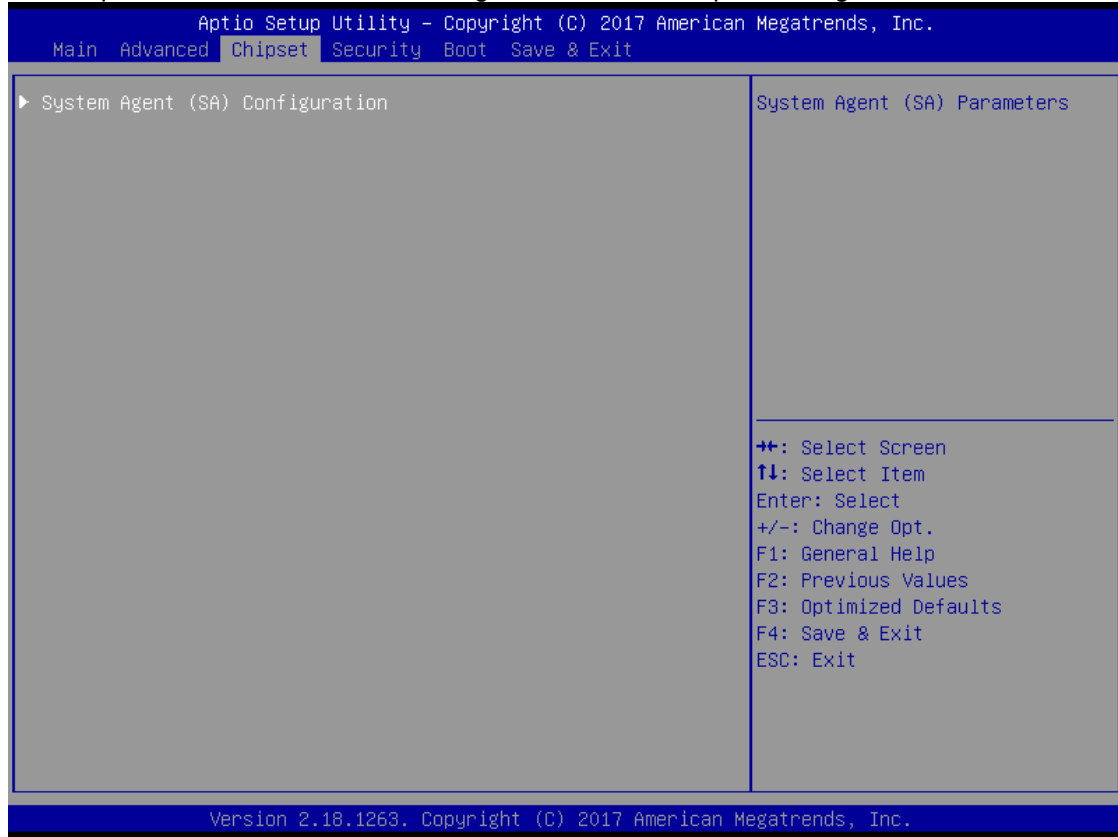 Aptio Setup Utility – Copyright (C) 2017 American Megatrends, Inc.
Main Advanced Chipset Security Boot Save & Exit
▶ System Agent (SA) Configuration
System Agent (SA) Parameters
→←: Select Screen
↑↓: Select Item
Enter: Select
+/-: Change Opt.
F1: General Help
F2: Previous Values
F3: Optimized Defaults
F4: Save & Exit
ESC: Exit
Version 2.18.1263. Copyright (C) 2017 American Megatrends, Inc.